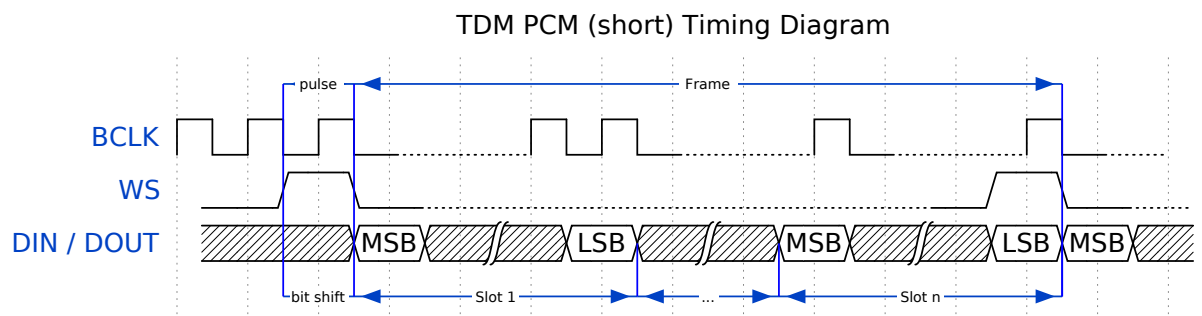 TDM PCM (short) Timing Diagram
pulse
Frame
BCLK
WS
DIN / DOUT
MSB
LSB
MSB
LSB
MSB
bit shift
Slot 1
...
Slot n